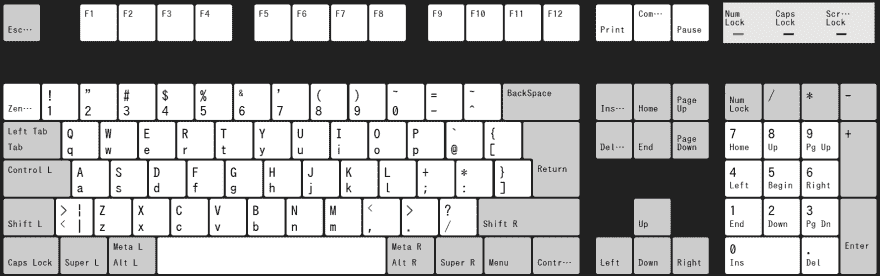 Esc… F1 F2 F3 F4 F5 F6 F7 F8 F9 F10 F11 F12 Print Com… Pause Num Lock Caps Lock Scr… Lock
Zen… ! 1 " 2 # 3 $ 4 % 5 & 6 ' 7 ( 8 ) 9 ~ 0 = - ~ ^ BackSpace Ins… Home Page Up Num Lock / * -
Left Tab Tab Q q W w E e R r T t Y y U u I i O o P p ` @ { [ Return Del… End Page Down 7 Home 8 Up 9 Pg Up +
Control L A a S s D d F f G g H h J j K k L l + ; * : } ] 4 Left 5 Begin 6 Right
Shift L > < ¦ | Z z X x C c V v B b N n M m < , > . ? / Shift R Up 1 End 2 Down 3 Pg Dn Enter
Caps Lock Super L Meta L Alt L Meta R Alt R Super R Menu Contr… Left Down Right 0 Ins . Del